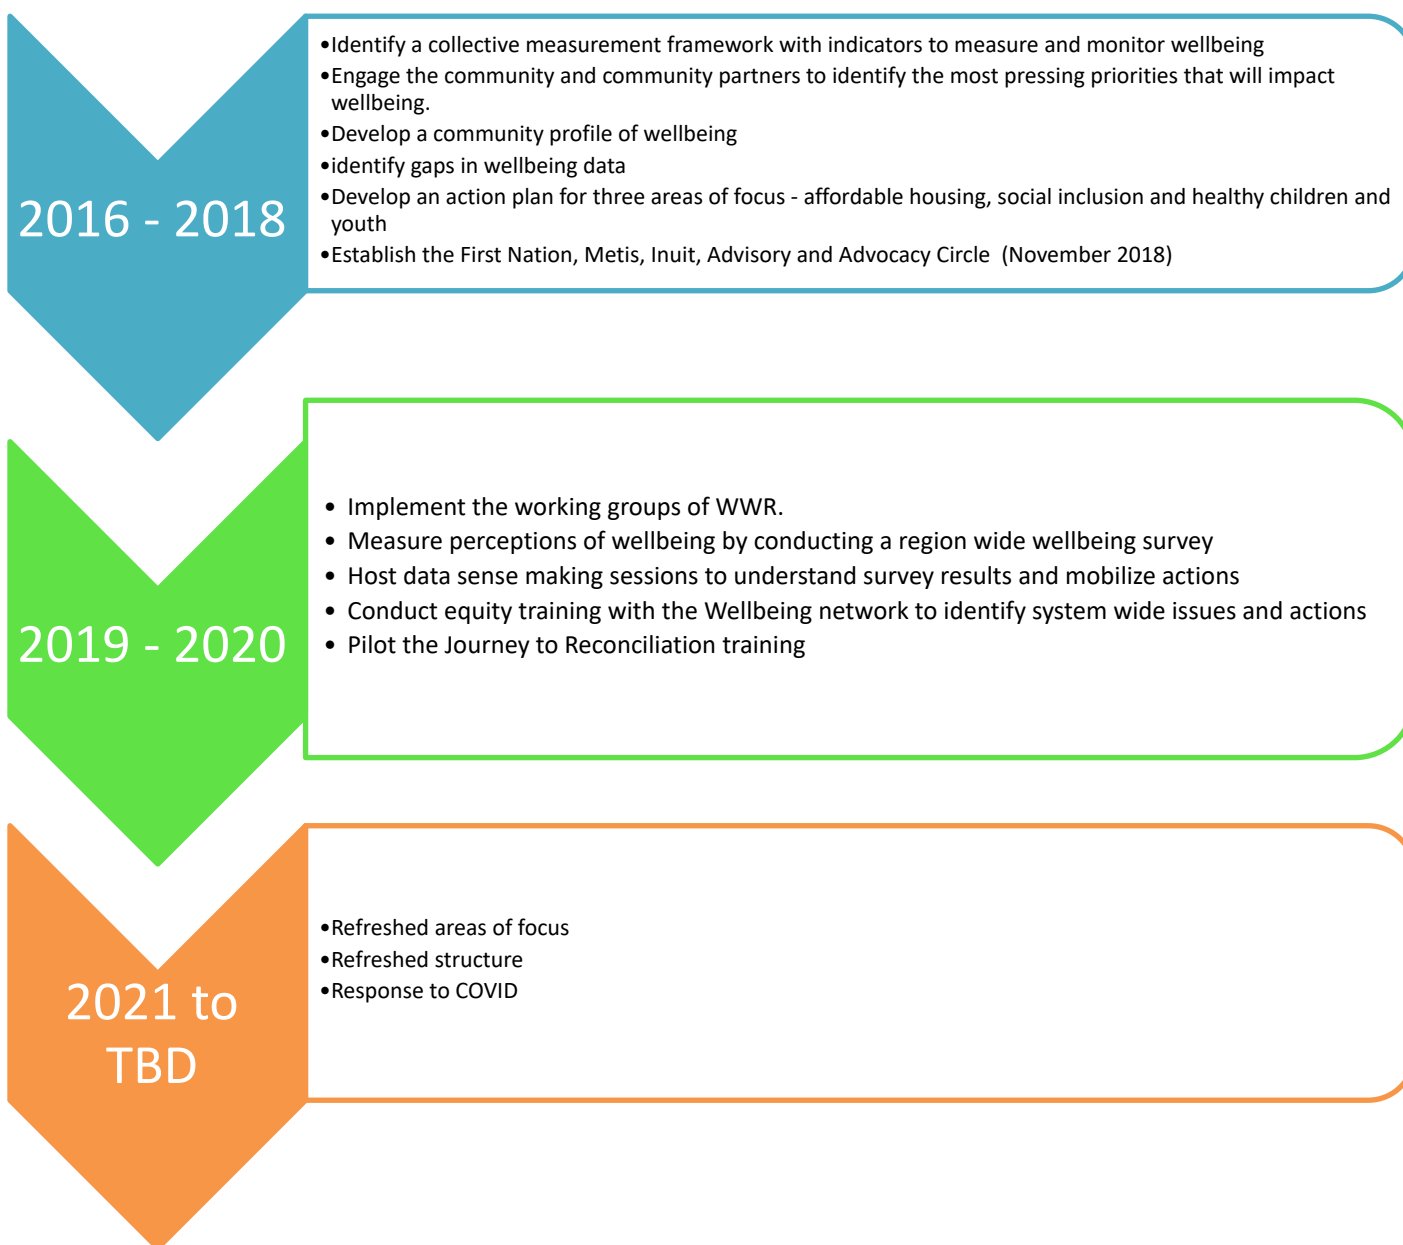 2016 - 2018
•Identify a collective measurement framework with indicators to measure and monitor wellbeing
•Engage the community and community partners to identify the most pressing priorities that will impact
wellbeing.
•Develop a community profile of wellbeing
•identify gaps in wellbeing data
•Develop an action plan for three areas of focus - affordable housing, social inclusion and healthy children and
youth
•Establish the First Nation, Metis, Inuit, Advisory and Advocacy Circle (November 2018)
2019 - 2020
• Implement the working groups of WWR.
• Measure perceptions of wellbeing by conducting a region wide wellbeing survey
• Host data sense making sessions to understand survey results and mobilize actions
• Conduct equity training with the Wellbeing network to identify system wide issues and actions
• Pilot the Journey to Reconciliation training
2021 to
TBD
•Refreshed areas of focus
•Refreshed structure
•Response to COVID